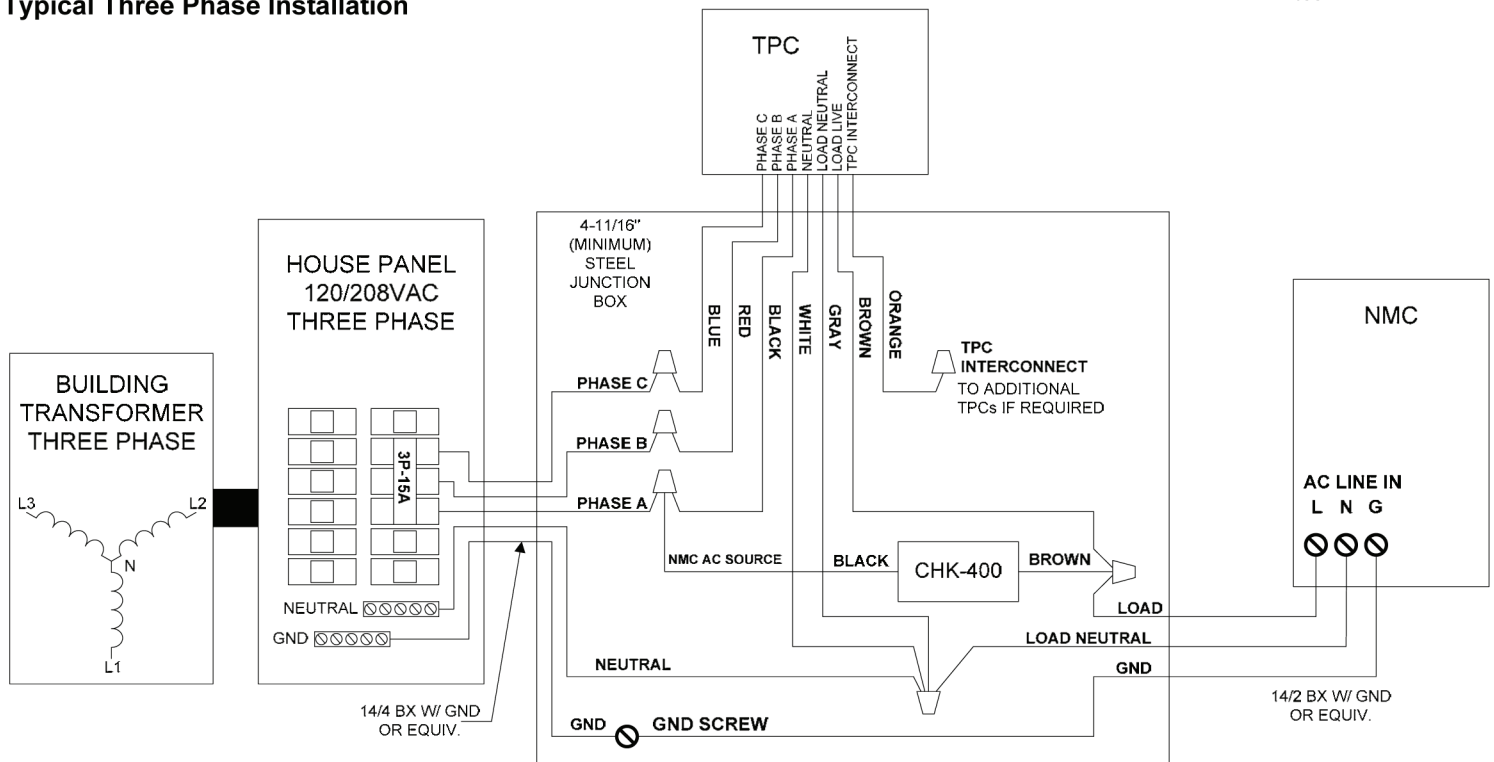 Typical Three Phase Installation
TPC
PHASE C
PHASE B
PHASE A
NEUTRAL
LOAD NEUTRAL
LOAD LIVE
TPC INTERCONNECT
4-11/16"
(MINIMUM)
STEEL
JUNCTION
BOX
HOUSE PANEL
120/208VAC
THREE PHASE
NMC
BLUE
RED
BLACK
WHITE
GRAY
BROWN
ORANGE
TPC
INTERCONNECT
TO ADDITIONAL
TPCs IF REQUIRED
BUILDING
TRANSFORMER
THREE PHASE
PHASE C
PHASE B
PHASE A
3P-15A
L3
L2
N
L1
AC LINE IN
L N G
NMC AC SOURCE
BLACK
CHK-400
BROWN
LOAD
LOAD NEUTRAL
GND
NEUTRAL
GND
NEUTRAL
14/4 BX W/ GND
OR EQUIV.
GND
GND SCREW
14/2 BX W/ GND
OR EQUIV.